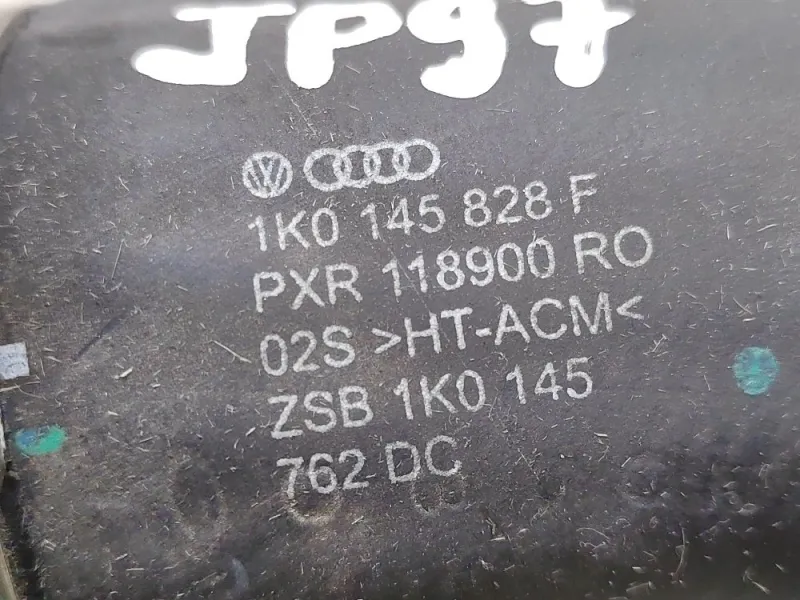 JP97
1K0 145 828 F
PXR 118900 RO
02S >HT-ACM<
ZSB 1K0 145
762 DC